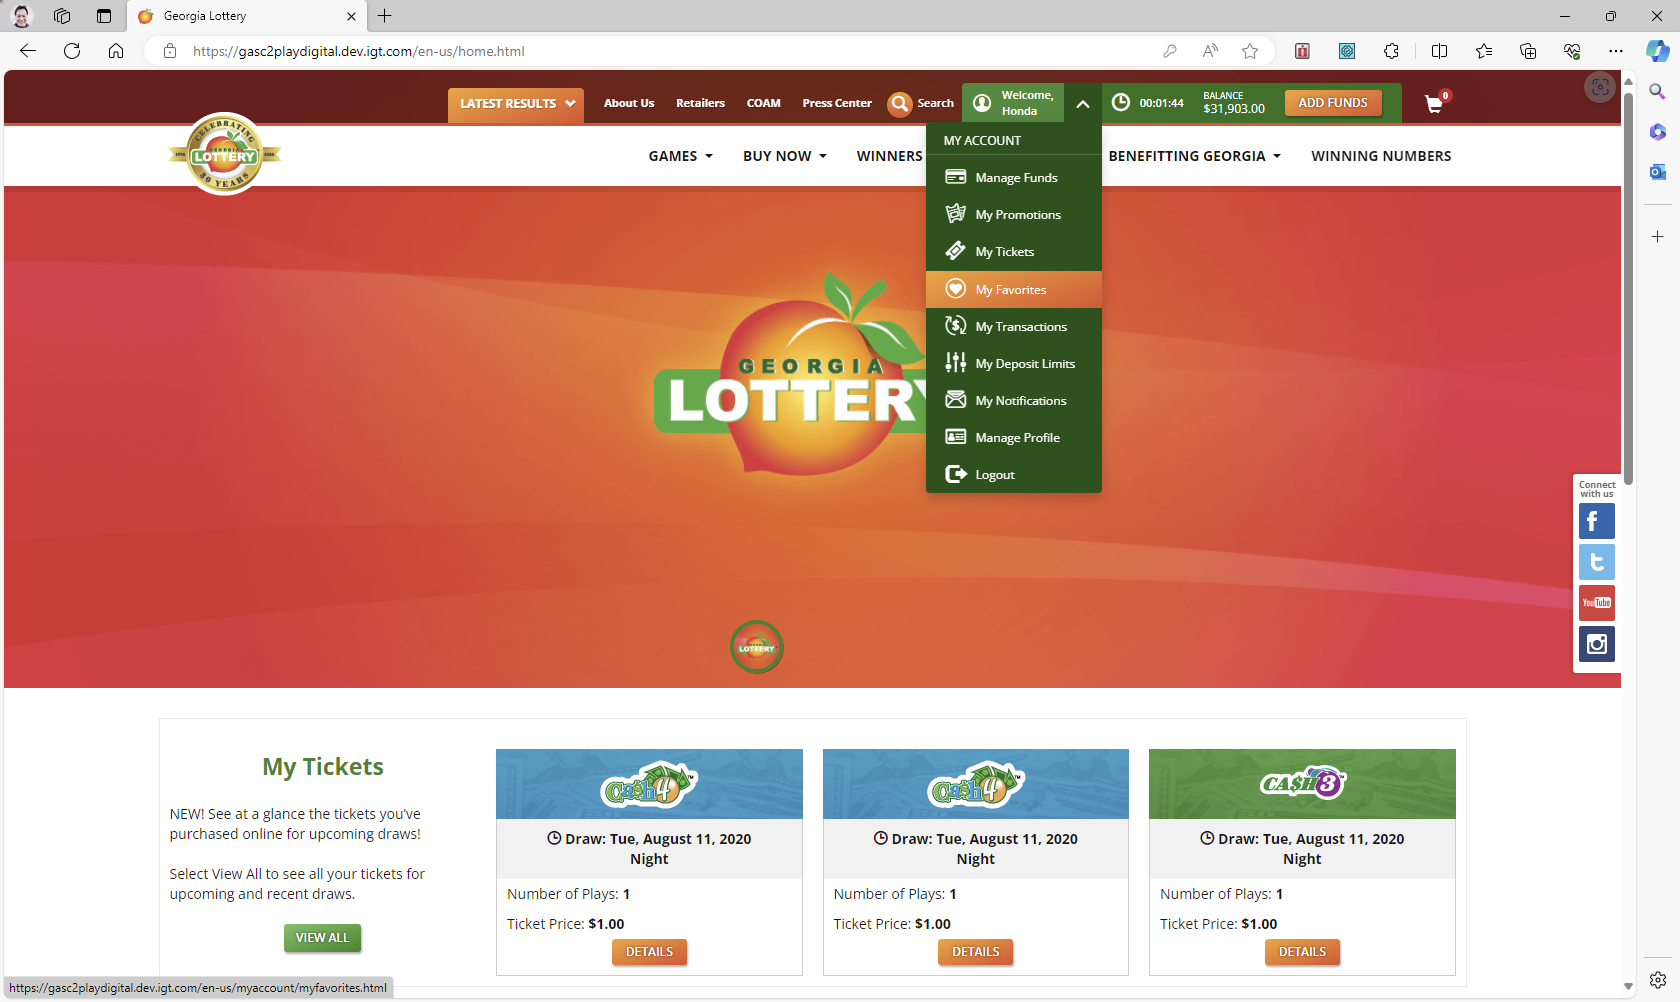 Georgia Lottery
https://gasc2playdigital.dev.igt.com/en-us/home.html
LATEST RESULTS
About Us
Retailers
COAM
Press Center
Search
Welcome,
Honda
00:01:44
BALANCE
$31,903.00
ADD FUNDS
0
CELEBRATING
GEORGIA
LOTTERY
30 YEARS
GAMES
BUY NOW
WINNERS
BENEFITTING GEORGIA
WINNING NUMBERS
MY ACCOUNT
Manage Funds
My Promotions
My Tickets
My Favorites
My Transactions
My Deposit Limits
My Notifications
Manage Profile
Logout
GEORGIA
LOTTERY
Connect
with us
f
t
YouTube
LOTTERY
My Tickets
NEW! See at a glance the tickets you've
purchased online for upcoming draws!
Select View All to see all your tickets for
upcoming and recent draws.
VIEW ALL
Cash 4™
Draw: Tue, August 11, 2020
Night
Number of Plays: 1
Ticket Price: $1.00
DETAILS
Cash 4™
Draw: Tue, August 11, 2020
Night
Number of Plays: 1
Ticket Price: $1.00
DETAILS
CA$H 3™
Draw: Tue, August 11, 2020
Night
Number of Plays: 1
Ticket Price: $1.00
DETAILS
https://gasc2playdigital.dev.igt.com/en-us/myaccount/myfavorites.html